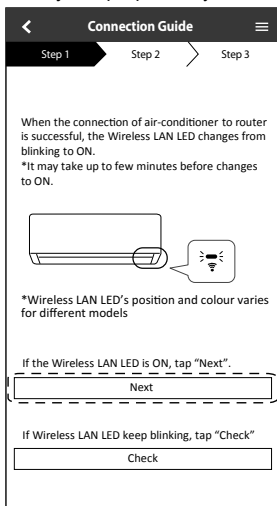 Connection Guide
Step 1
Step 2
Step 3
When the connection of air-conditioner to router
is successful, the Wireless LAN LED changes from
blinking to ON.
*It may take up to few minutes before changes
to ON.
*Wireless LAN LED's position and colour varies
for different models
If the Wireless LAN LED is ON, tap “Next”.
Next
If Wireless LAN LED keep blinking, tap “Check”
Check